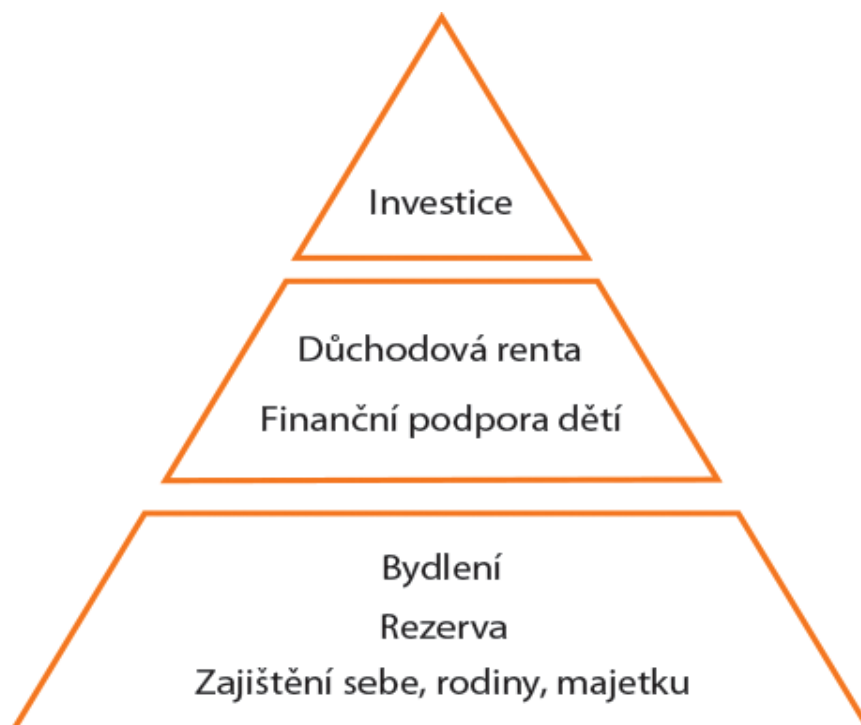 Investice
Důchodová renta
Finanční podpora dětí
Bydlení
Rezerva
Zajištění sebe, rodiny, majetku